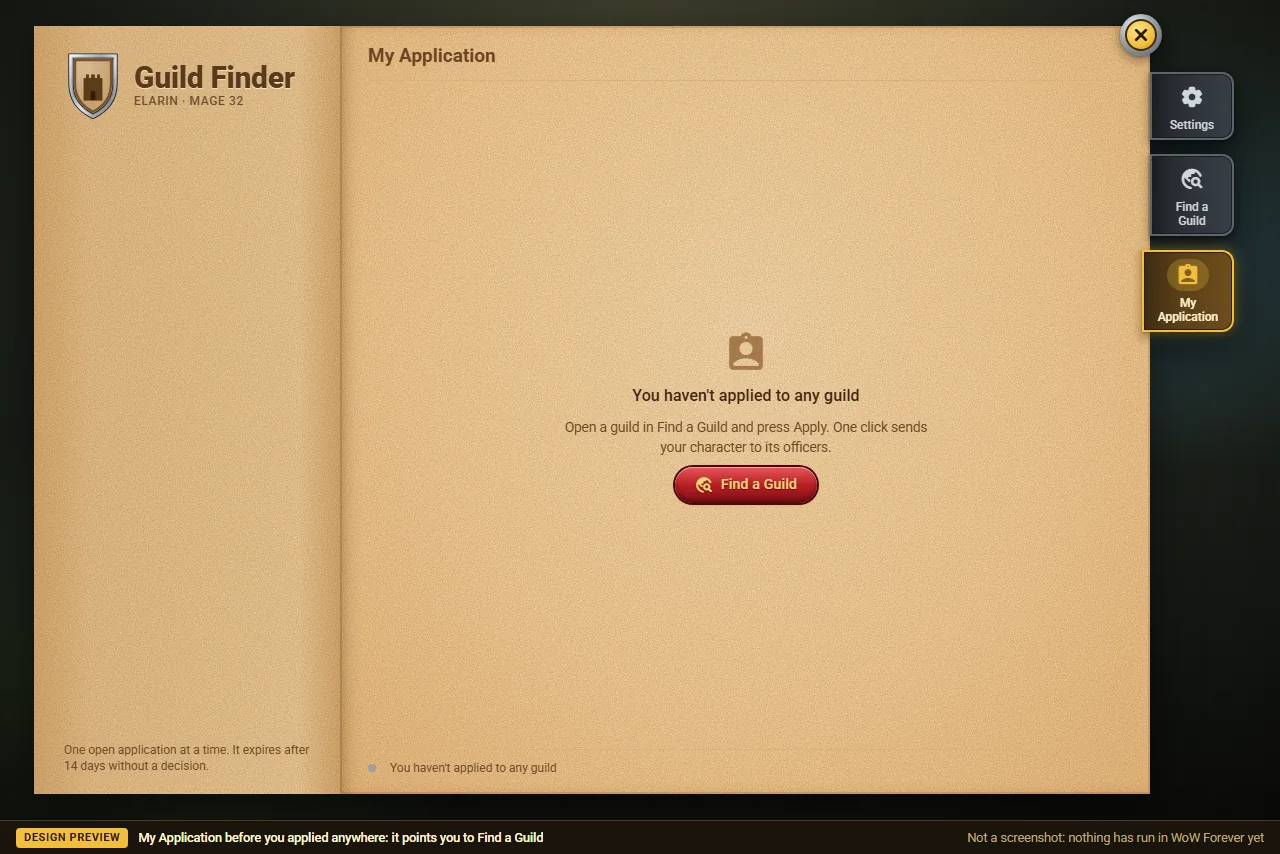 Guild Finder
ELARIN · MAGE 32
One open application at a time. It expires after
14 days without a decision.
My Application
You haven't applied to any guild
Open a guild in Find a Guild and press Apply. One click sends
your character to its officers.
Find a Guild
You haven't applied to any guild
Settings
Find a
Guild
My
Application
DESIGN PREVIEW
My Application before you applied anywhere: it points you to Find a Guild
Not a screenshot: nothing has run in WoW Forever yet